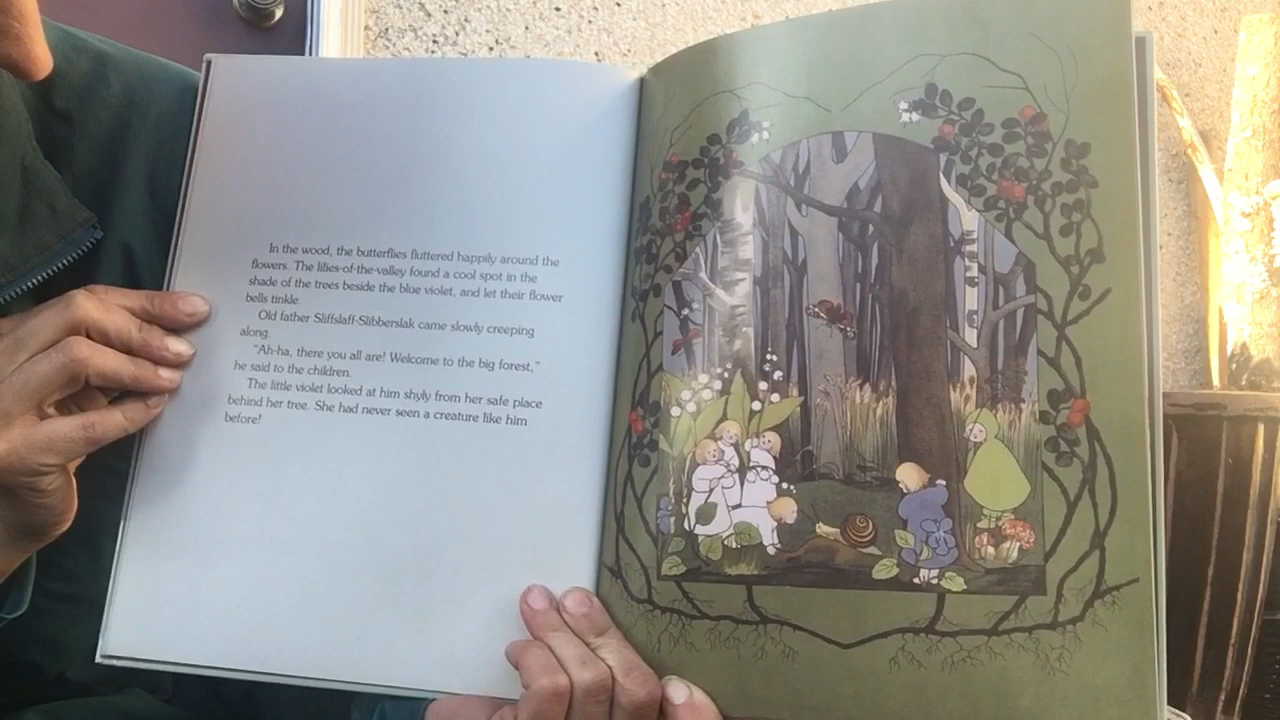 In the wood, the butterflies fluttered happily around the
flowers. The lilies-of-the-valley found a cool spot in the
shade of the trees beside the blue violet, and let their flower
bells tinkle.
Old father Sliffslaff-Slibberslak came slowly creeping
along.
"Ah-ha, there you all are! Welcome to the big forest,"
he said to the children.
The little violet looked at him shyly from her safe place
behind her tree. She had never seen a creature like him
before!